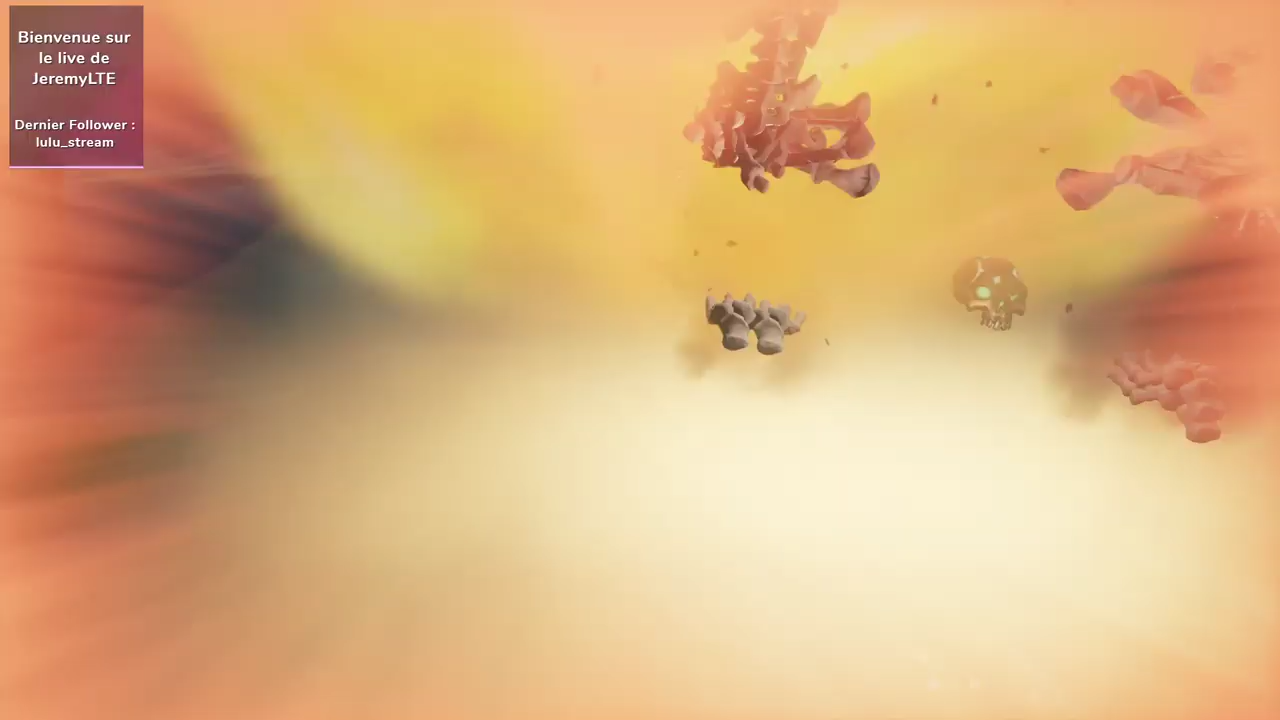 Bienvenue sur
le live de
JeremyLTE
Dernier Follower :
lulu_stream